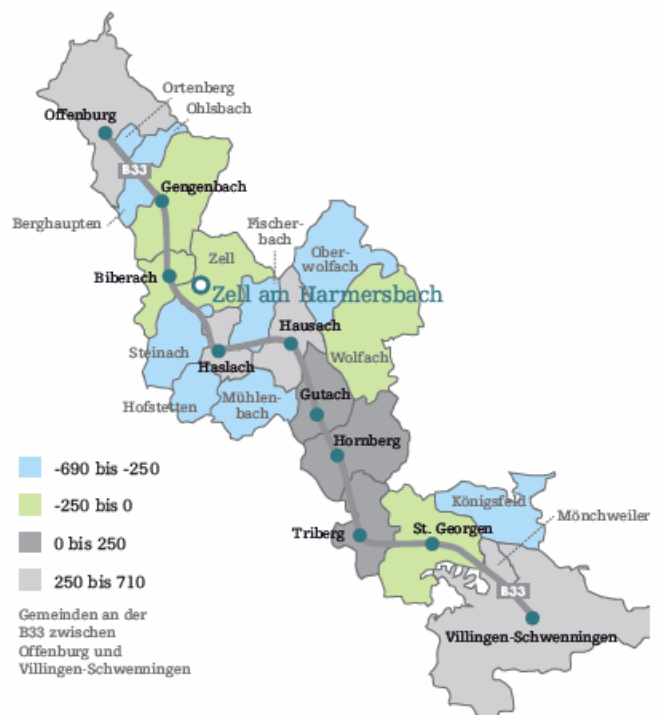 Ortenberg
Ohlsbach
Offenburg
B33
Gengenbach
Berghaupten
Fischer-
bach
Ober-
wolfach
Zell
Biberach
Zell am Harmersbach
Hausach
Steinach
Wolfach
Haslach
Gutach
Hofstetten
Mühlen-
bach
Hornberg
-690 bis -250
-250 bis 0
0 bis 250
250 bis 710
Königsfeld
Mönchweiler
St. Georgen
Triberg
B33
Villingen-Schwenningen
Gemeinden an der
B33 zwischen
Offenburg und
Villingen-Schwenningen